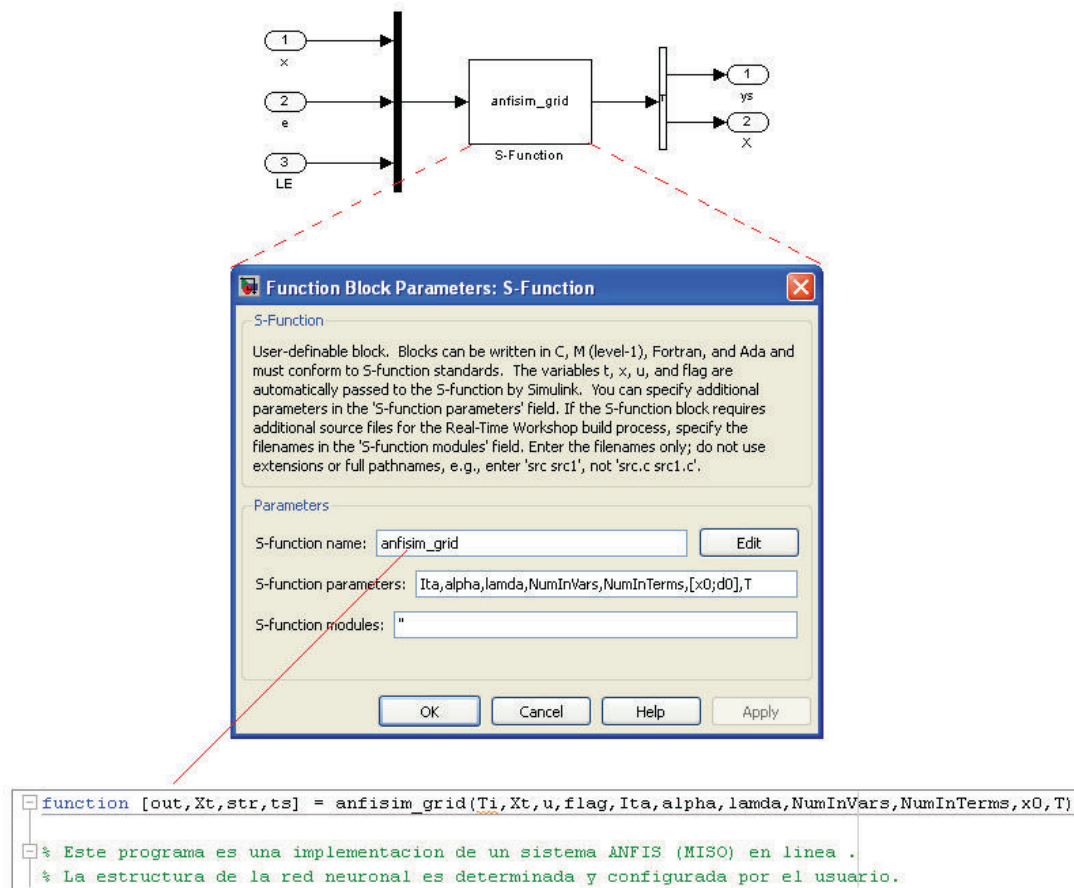 1
x
2
e
3
LE
anfisim_grid
S-Function
T
1
ys
2
X
Function Block Parameters: S-Function
S-Function
User-definable block. Blocks can be written in C, M (level-1), Fortran, and Ada and
must conform to S-function standards. The variables t, x, u, and flag are
automatically passed to the S-function by Simulink. You can specify additional
parameters in the 'S-function parameters' field. If the S-function block requires
additional source files for the Real-Time Workshop build process, specify the
filenames in the 'S-function modules' field. Enter the filenames only; do not use
extensions or full pathnames, e.g., enter 'src src1', not 'src.c src1.c'.
Parameters
S-function name: anfisim_grid Edit
S-function parameters: Ita,alpha,lamda,NumInVars,NumInTerms,[x0;d0],T
S-function modules: ''
OK Cancel Help Apply
function [out,Xt,str,ts] = anfisim_grid(Ti,Xt,u,flag,Ita,alpha,lamda,NumInVars,NumInTerms,x0,T)
% Este programa es una implementacion de un sistema ANFIS (MISO) en linea .
% La estructura de la red neuronal es determinada y configurada por el usuario.